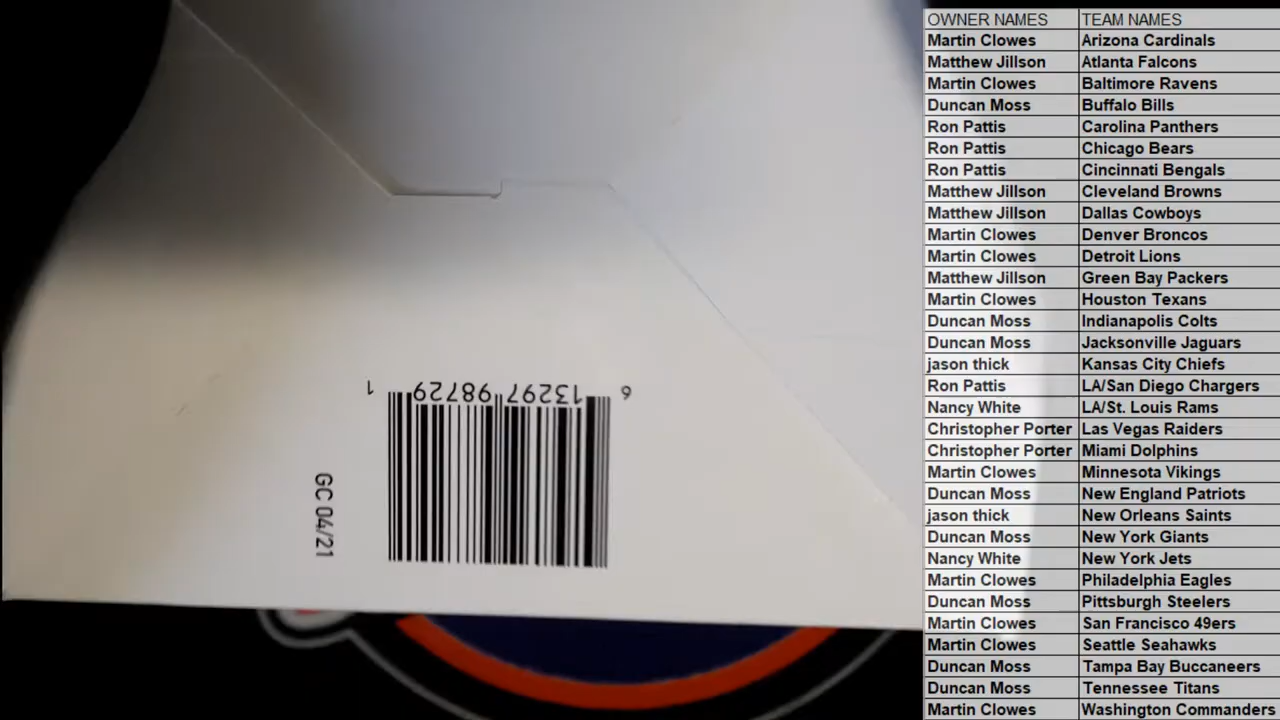 OWNER NAMES TEAM NAMES
Martin Clowes Arizona Cardinals
Matthew Jillson Atlanta Falcons
Martin Clowes Baltimore Ravens
Duncan Moss Buffalo Bills
Ron Pattis Carolina Panthers
Ron Pattis Chicago Bears
Ron Pattis Cincinnati Bengals
Matthew Jillson Cleveland Browns
Matthew Jillson Dallas Cowboys
Martin Clowes Denver Broncos
Martin Clowes Detroit Lions
Matthew Jillson Green Bay Packers
Martin Clowes Houston Texans
Duncan Moss Indianapolis Colts
Duncan Moss Jacksonville Jaguars
jason thick Kansas City Chiefs
Ron Pattis LA/San Diego Chargers
Nancy White LA/St. Louis Rams
Christopher Porter Las Vegas Raiders
Christopher Porter Miami Dolphins
Martin Clowes Minnesota Vikings
Duncan Moss New England Patriots
jason thick New Orleans Saints
Duncan Moss New York Giants
Nancy White New York Jets
Martin Clowes Philadelphia Eagles
Duncan Moss Pittsburgh Steelers
Martin Clowes San Francisco 49ers
Martin Clowes Seattle Seahawks
Duncan Moss Tampa Bay Buccaneers
Duncan Moss Tennessee Titans
Martin Clowes Washington Commanders
6 13297 98729 1
GC 04/21